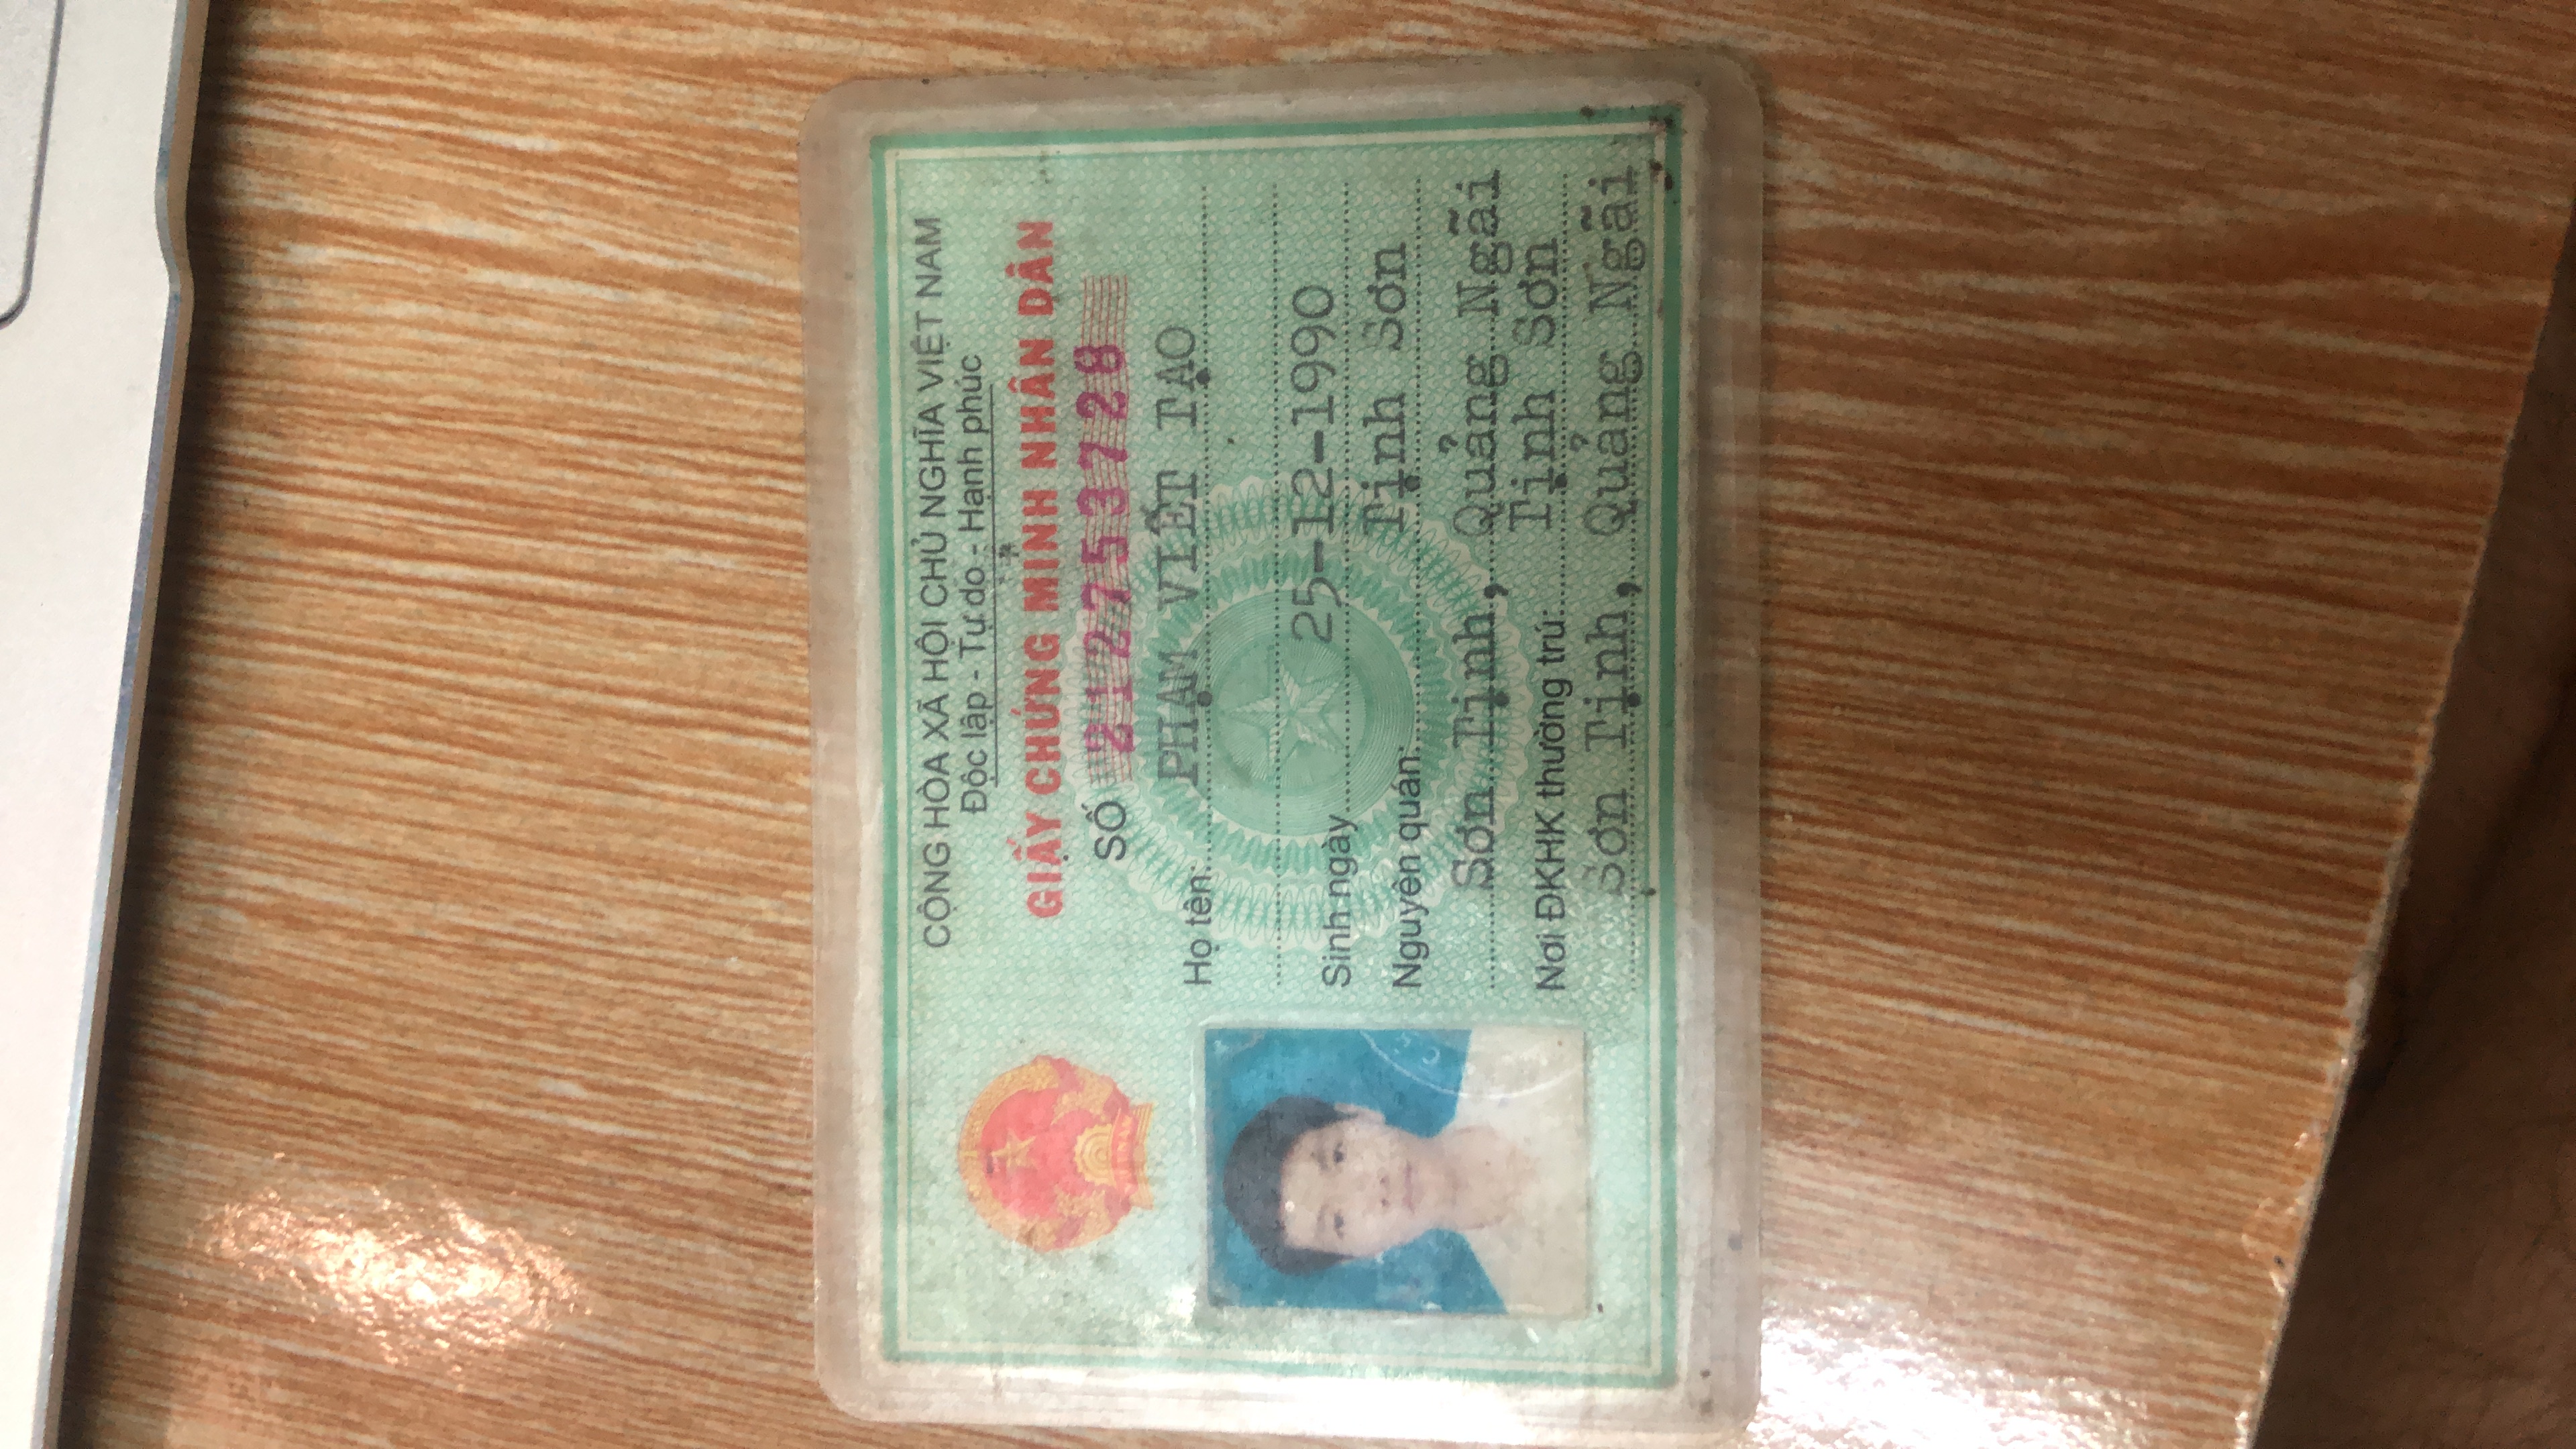 CỘNG HÒA XÃ HỘI CHỦ NGHĨA VIỆT NAM
Độc lập - Tự do - Hạnh phúc
GIẤY CHỨNG MINH NHÂN DÂN
SỐ 212753728
VIỆT NAM
Họ tên: PHẠM VIẾT TẠO
Sinh ngày 25-12-1990
Nguyên quán: Tịnh Sơn
Sơn Tịnh, Quảng Ngãi
Nơi ĐKHK thường trú: Tịnh Sơn
Sơn Tịnh, Quảng Ngãi